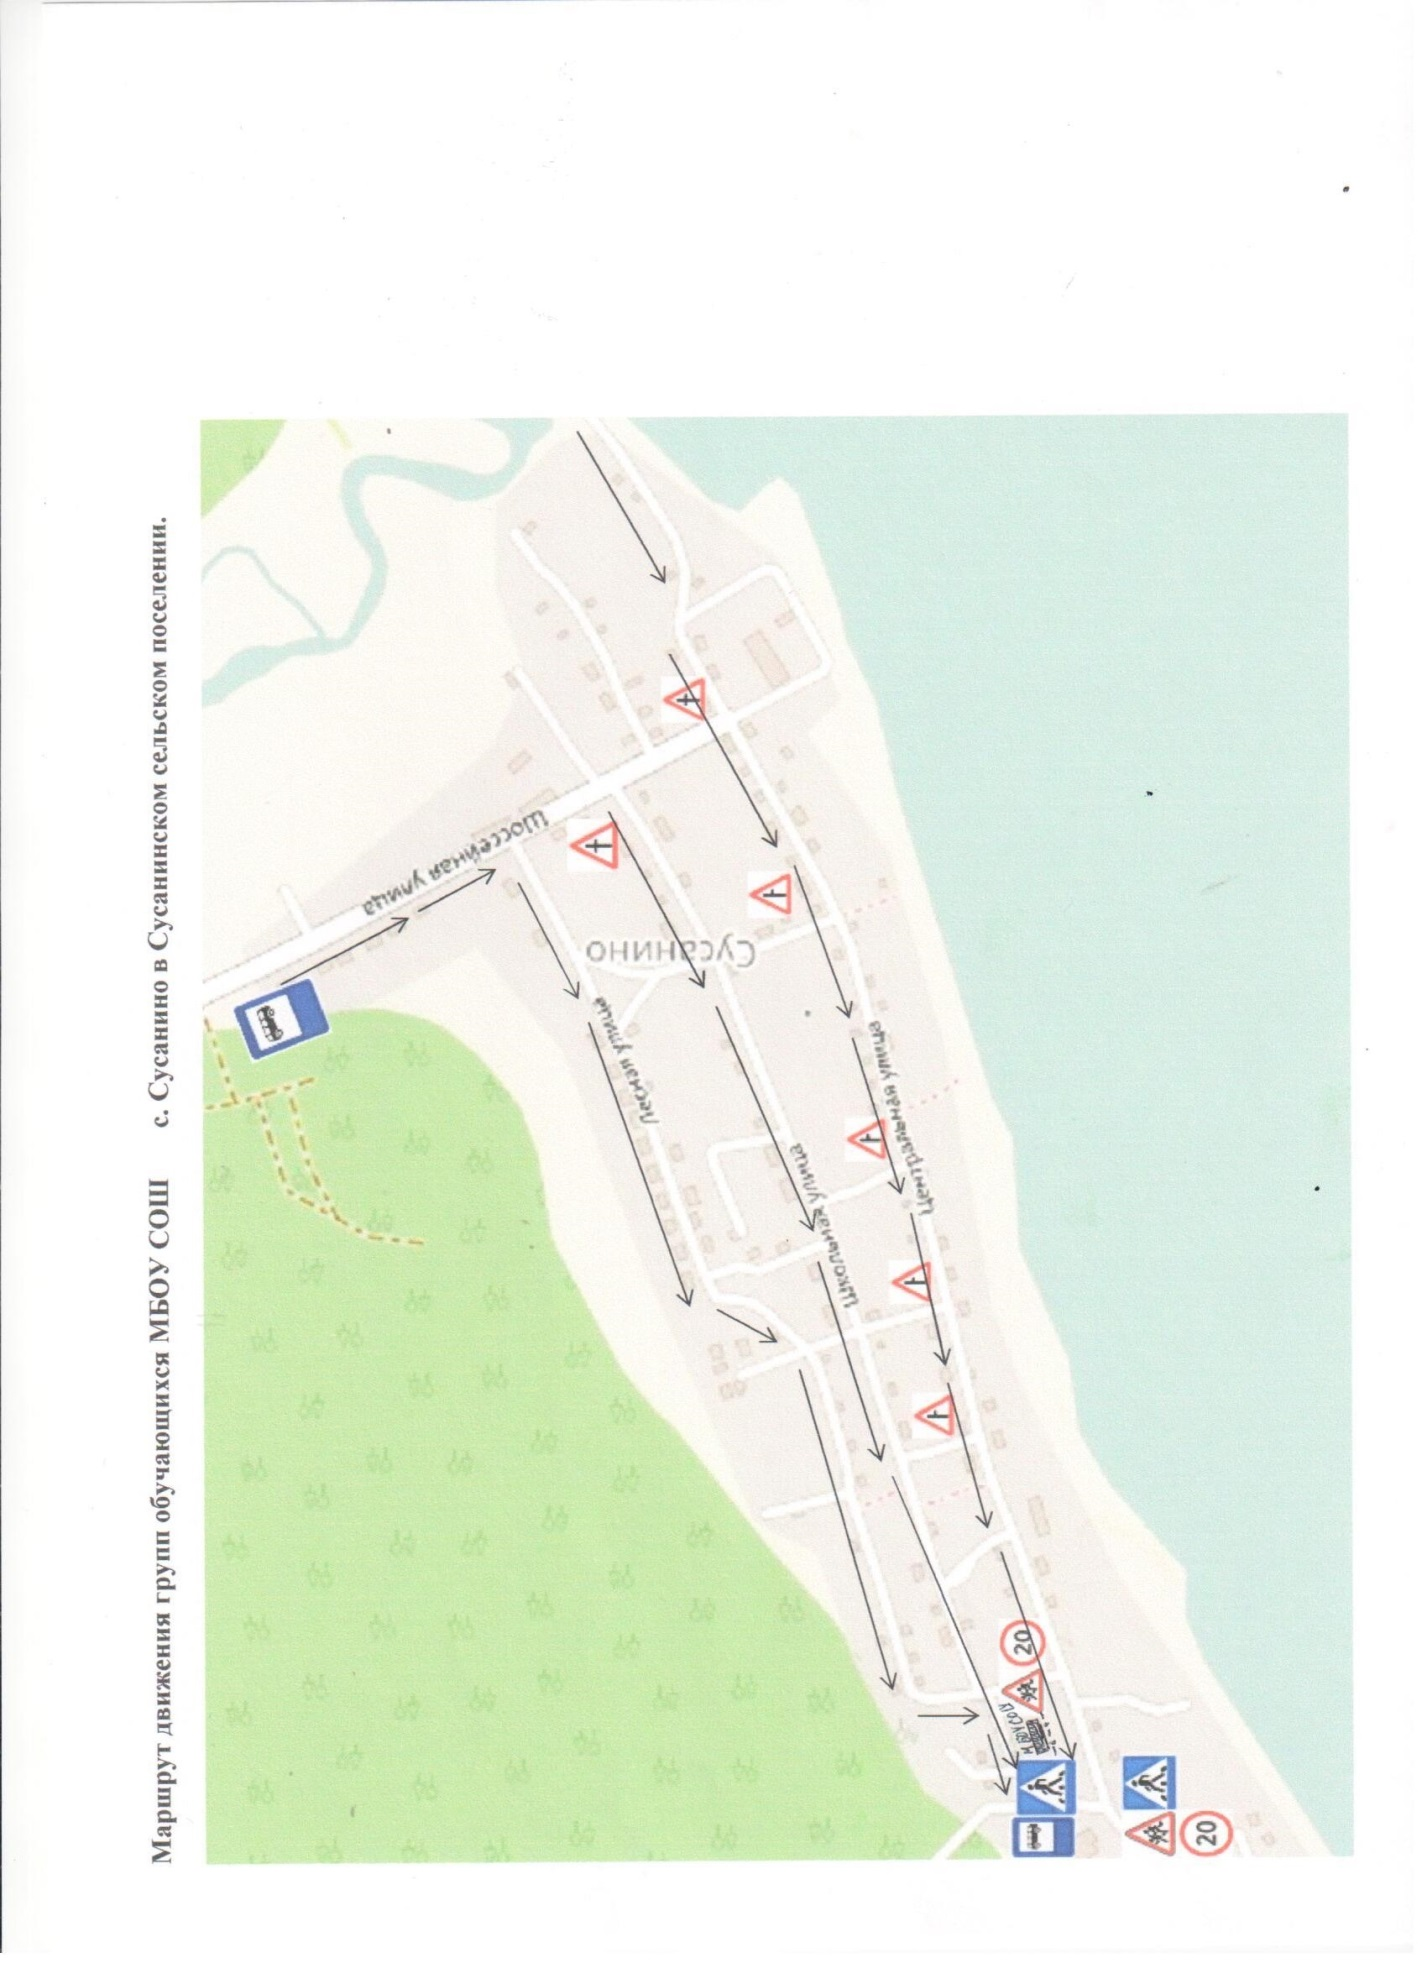 Маршрут движения групп обучающихся МБОУ СОШ с. Сусанино в Сусанинском сельском поселении.
Шоссейная улица
Сусанино
Лесная улица
Школьная улица
Центральная улица
20
20